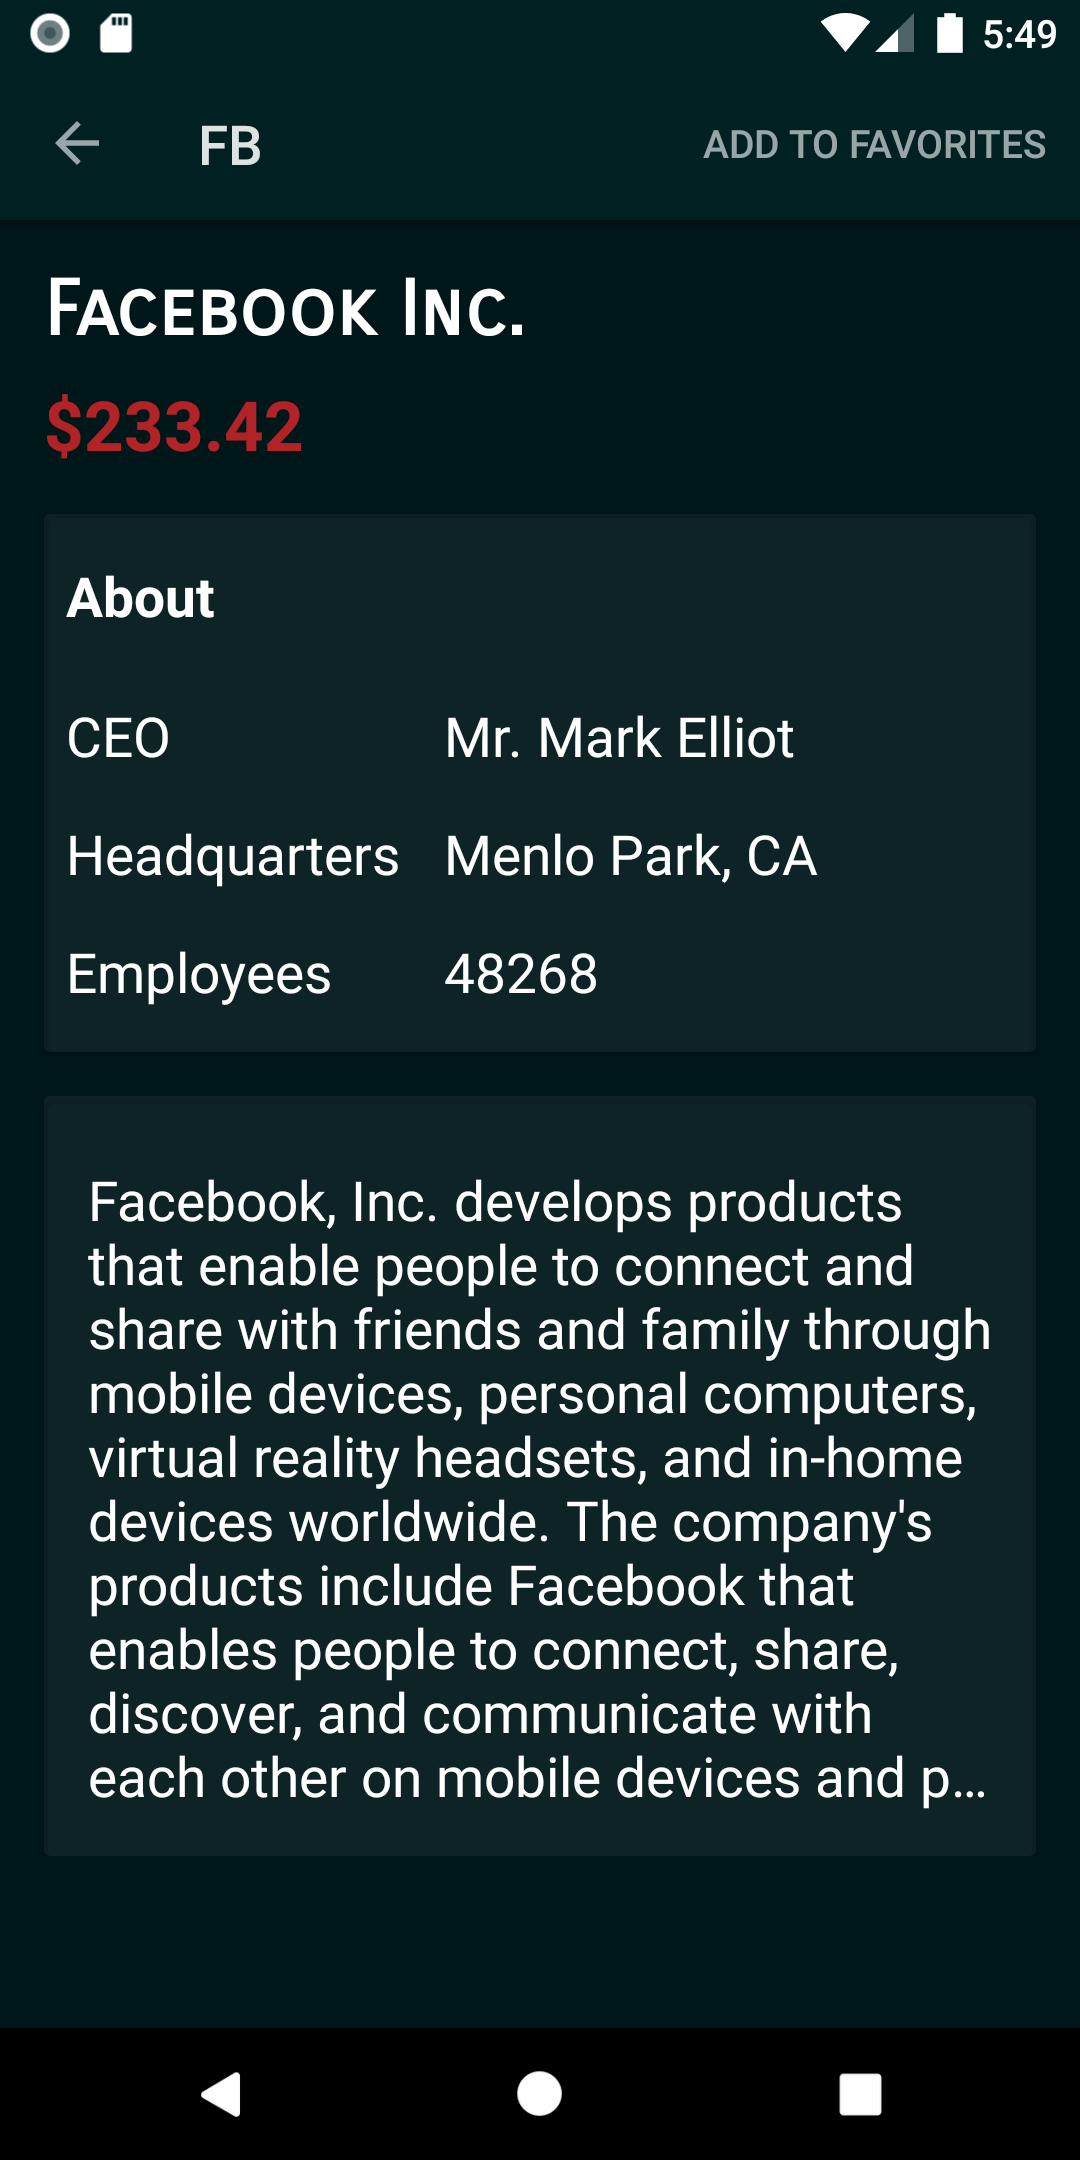 5:49
FB
ADD TO FAVORITES
Facebook Inc.
$233.42
About
CEO
Mr. Mark Elliot
Headquarters
Menlo Park, CA
Employees
48268
Facebook, Inc. develops products
that enable people to connect and
share with friends and family through
mobile devices, personal computers,
virtual reality headsets, and in-home
devices worldwide. The company's
products include Facebook that
enables people to connect, share,
discover, and communicate with
each other on mobile devices and p…